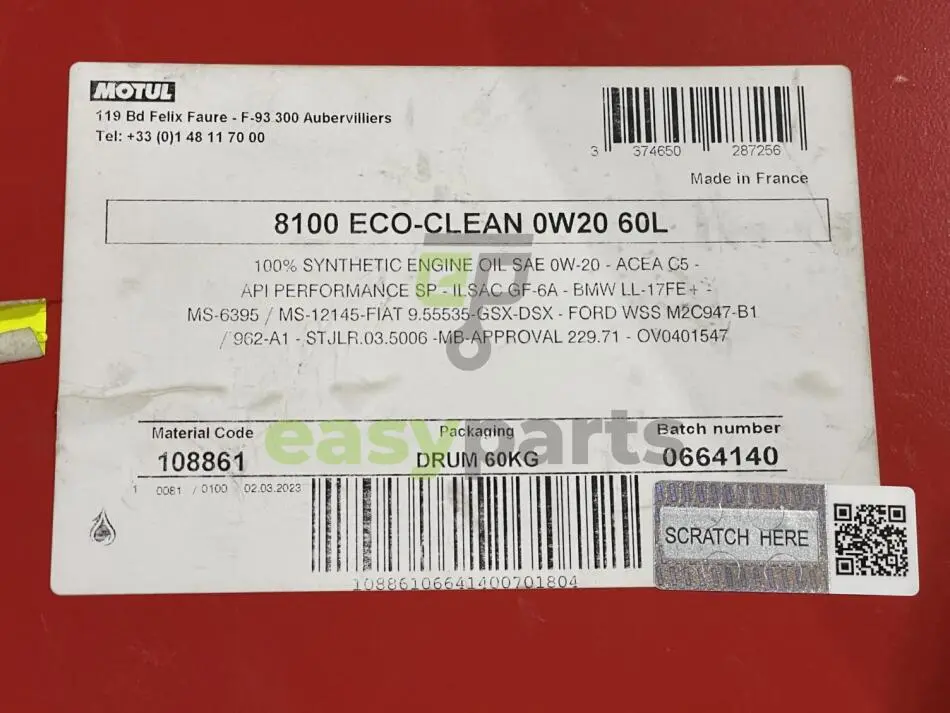 MOTUL
119 Bd Felix Faure - F-93 300 Aubervilliers
Tel: +33 (0)1 48 11 70 00
3 374650 287256
Made in France
8100 ECO-CLEAN 0W20 60L
100% SYNTHETIC ENGINE OIL SAE 0W-20 - ACEA C5 -
API PERFORMANCE SP - ILSAC GF-6A - BMW LL-17FE+ -
MS-6395 / MS-12145-FIAT 9.55535-GSX-DSX - FORD WSS M2C947-B1
/ 962-A1 - STJLR.03.5006 -MB-APPROVAL 229.71 - OV0401547
easyparts
Material Code Packaging Batch number
108861 DRUM 60KG 0664140
1 0081 / 0100 02.03.2023
SCRATCH HERE
10886106641400701804